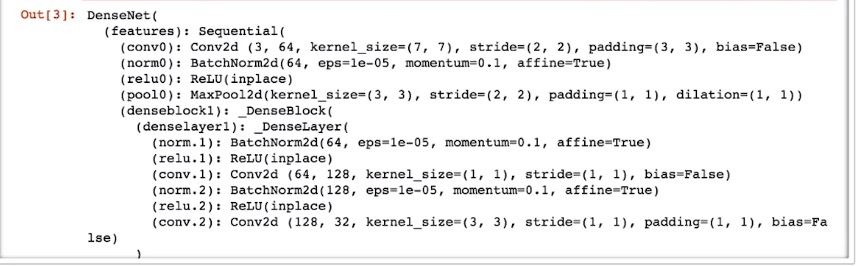 Out[3]: DenseNet(
(features): Sequential(
(conv0): Conv2d (3, 64, kernel_size=(7, 7), stride=(2, 2), padding=(3, 3), bias=False)
(norm0): BatchNorm2d(64, eps=1e-05, momentum=0.1, affine=True)
(relu0): ReLU(inplace)
(pool0): MaxPool2d(kernel_size=(3, 3), stride=(2, 2), padding=(1, 1), dilation=(1, 1))
(denseblock1): _DenseBlock(
(denselayer1): _DenseLayer(
(norm.1): BatchNorm2d(64, eps=1e-05, momentum=0.1, affine=True)
(relu.1): ReLU(inplace)
(conv.1): Conv2d (64, 128, kernel_size=(1, 1), stride=(1, 1), bias=False)
(norm.2): BatchNorm2d(128, eps=1e-05, momentum=0.1, affine=True)
(relu.2): ReLU(inplace)
(conv.2): Conv2d (128, 32, kernel_size=(3, 3), stride=(1, 1), padding=(1, 1), bias=Fa
lse)
)